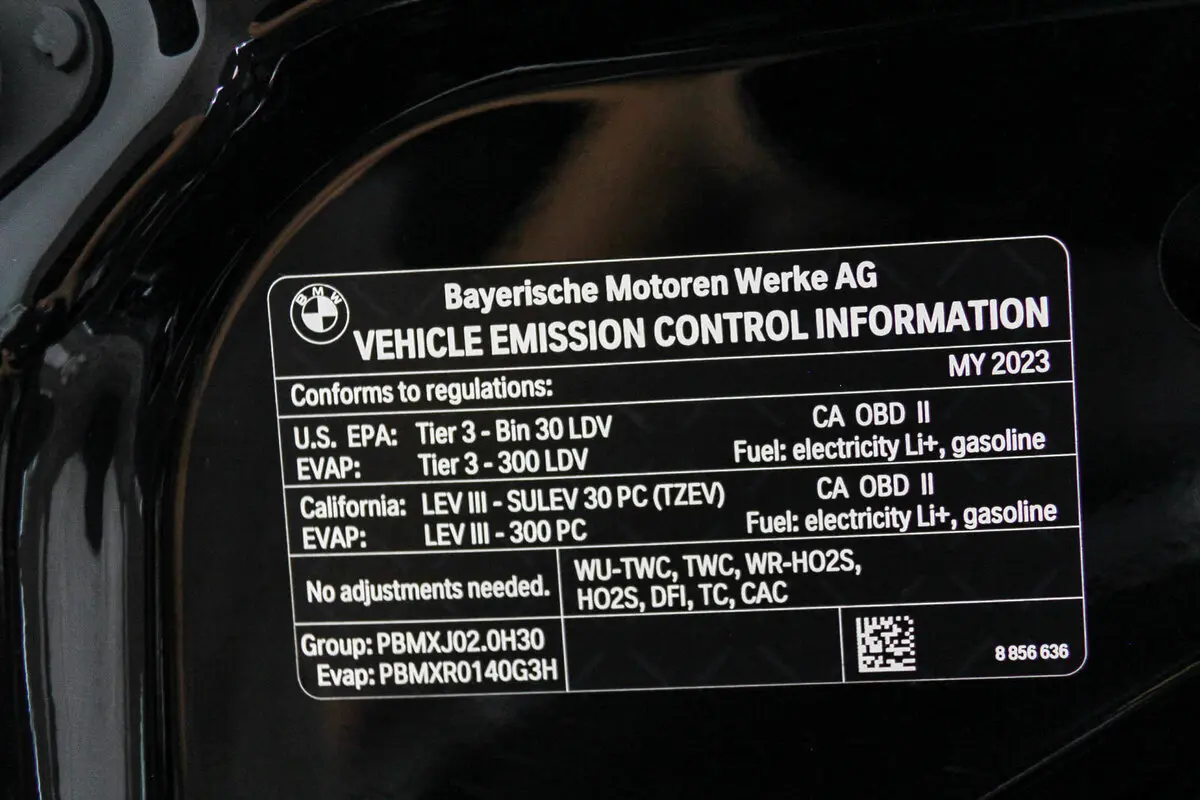 BMW
Bayerische Motoren Werke AG
VEHICLE EMISSION CONTROL INFORMATION
MY 2023
Conforms to regulations:
U.S. EPA: Tier 3 - Bin 30 LDV CA OBD II
EVAP: Tier 3 - 300 LDV Fuel: electricity Li+, gasoline
California: LEV III - SULEV 30 PC (TZEV) CA OBD II
EVAP: LEV III - 300 PC Fuel: electricity Li+, gasoline
No adjustments needed.
WU-TWC, TWC, WR-HO2S,
HO2S, DFI, TC, CAC
Group: PBMXJ02.0H30
Evap: PBMXR0140G3H
8 856 636